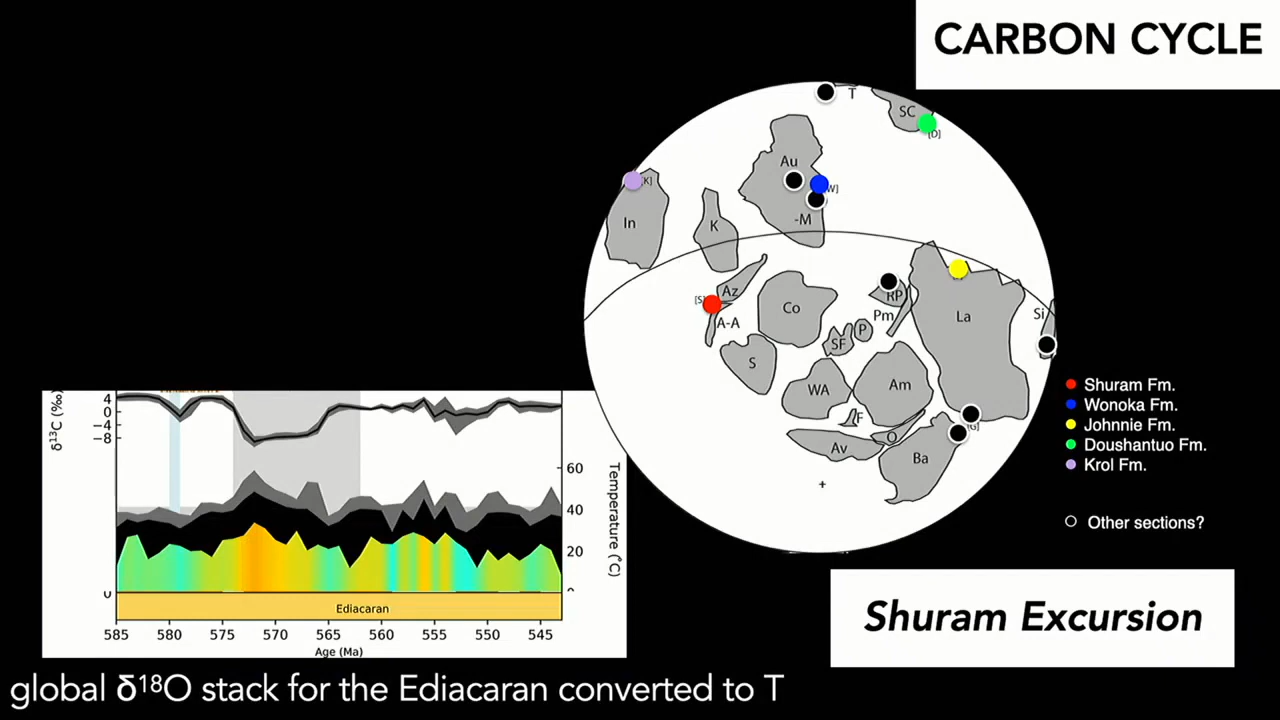 CARBON CYCLE
T
SC
[D]
Au
[K]
W]
In
K
-M
Az
[S]
A-A
Co
RP
Pm
La
Si
SF
P
S
WA
Am
F
O
Av
Ba
[G]
+
Shuram Fm.
Wonoka Fm.
Johnnie Fm.
Doushantuo Fm.
Krol Fm.
Other sections?
δ¹³C (‰)
4
0
−4
−8
60
40
20
0
Temperature (˚C)
0
Ediacaran
585 580 575 570 565 560 555 550 545
Age (Ma)
Shuram Excursion
global δ¹⁸O stack for the Ediacaran converted to T